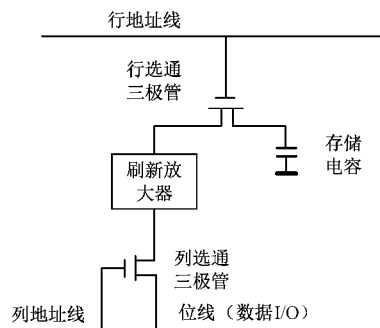 行地址线
行选通
三极管
存储
电容
刷新放
大器
列选通
三极管
列地址线
位线（数据I/O）